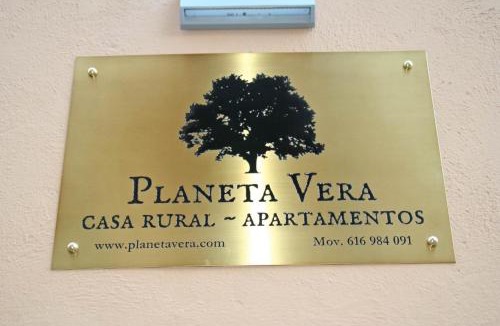 PLANETA VERA
CASA RURAL ~ APARTAMENTOS
www.planetavera.com Mov. 616 984 091